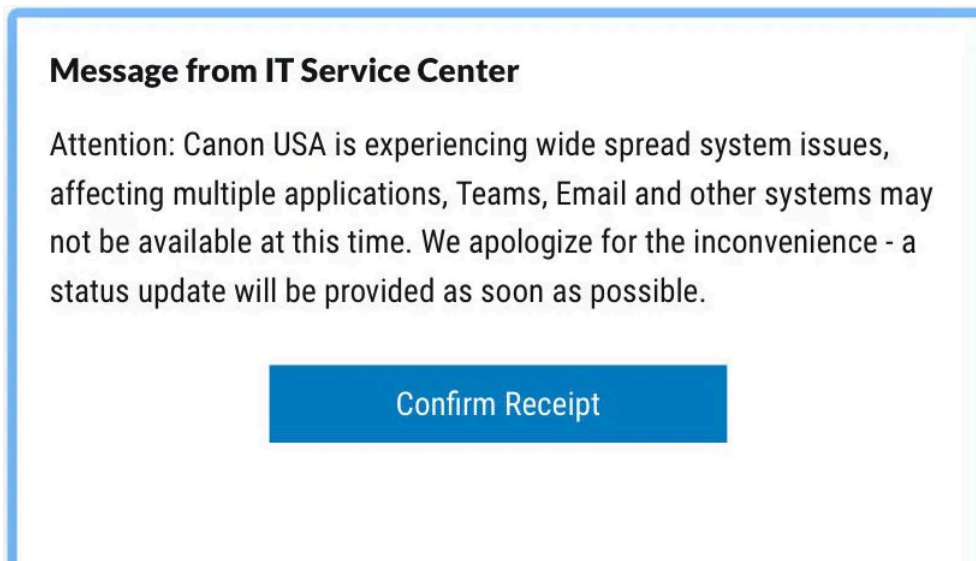 Message from IT Service Center
Attention: Canon USA is experiencing wide spread system issues,
affecting multiple applications, Teams, Email and other systems may
not be available at this time. We apologize for the inconvenience - a
status update will be provided as soon as possible.
Confirm Receipt